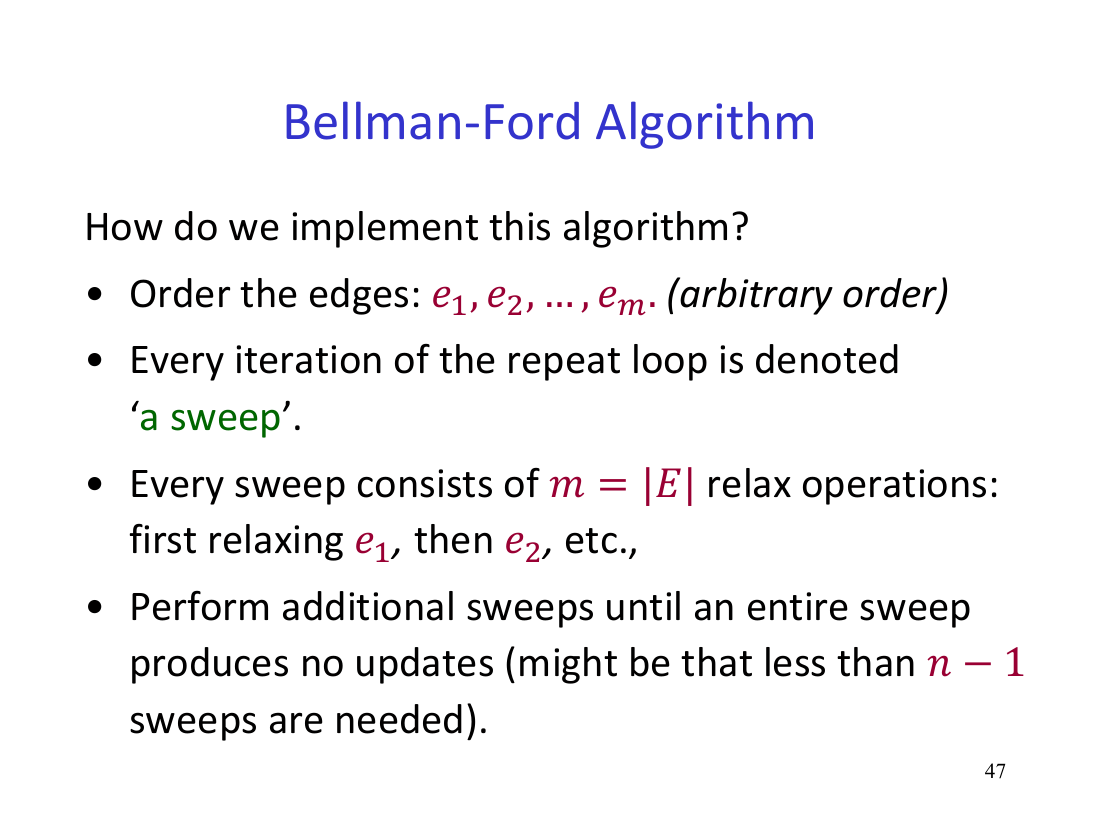 Bellman-Ford Algorithm
How do we implement this algorithm?
• Order the edges: 𝑒₁, 𝑒₂, … , 𝑒ₘ. (arbitrary order)
• Every iteration of the repeat loop is denoted
‘a sweep’.
• Every sweep consists of 𝑚 = |𝐸| relax operations:
first relaxing 𝑒₁, then 𝑒₂, etc.,
• Perform additional sweeps until an entire sweep
produces no updates (might be that less than 𝑛 − 1
sweeps are needed).
47